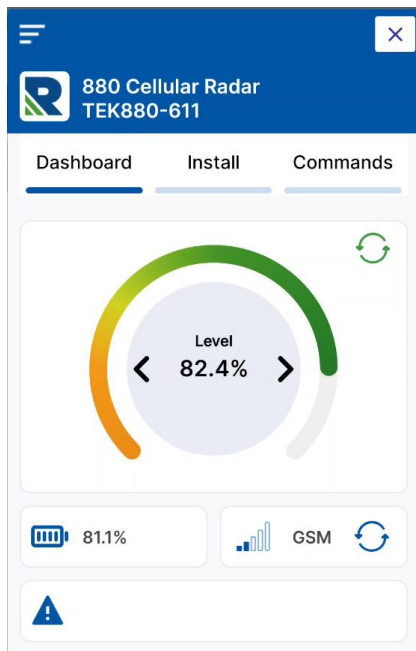 880 Cellular Radar
TEK880-611
Dashboard Install Commands
Level
82.4%
81.1% GSM